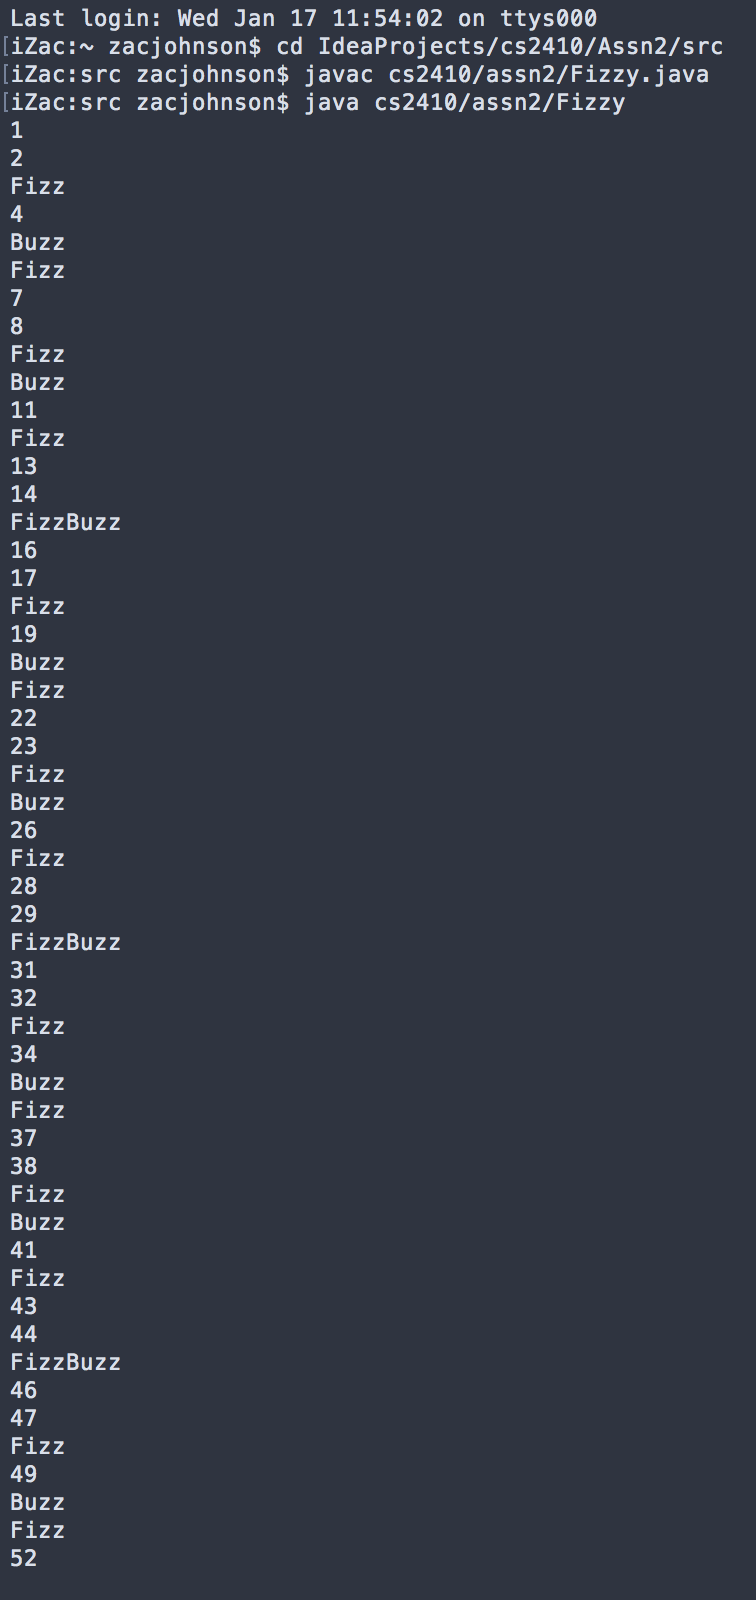 Last login: Wed Jan 17 11:54:02 on ttys000
[iZac:~ zacjohnson$ cd IdeaProjects/cs2410/Assn2/src
[iZac:src zacjohnson$ javac cs2410/assn2/Fizzy.java
[iZac:src zacjohnson$ java cs2410/assn2/Fizzy
1
2
Fizz
4
Buzz
Fizz
7
8
Fizz
Buzz
11
Fizz
13
14
FizzBuzz
16
17
Fizz
19
Buzz
Fizz
22
23
Fizz
Buzz
26
Fizz
28
29
FizzBuzz
31
32
Fizz
34
Buzz
Fizz
37
38
Fizz
Buzz
41
Fizz
43
44
FizzBuzz
46
47
Fizz
49
Buzz
Fizz
52